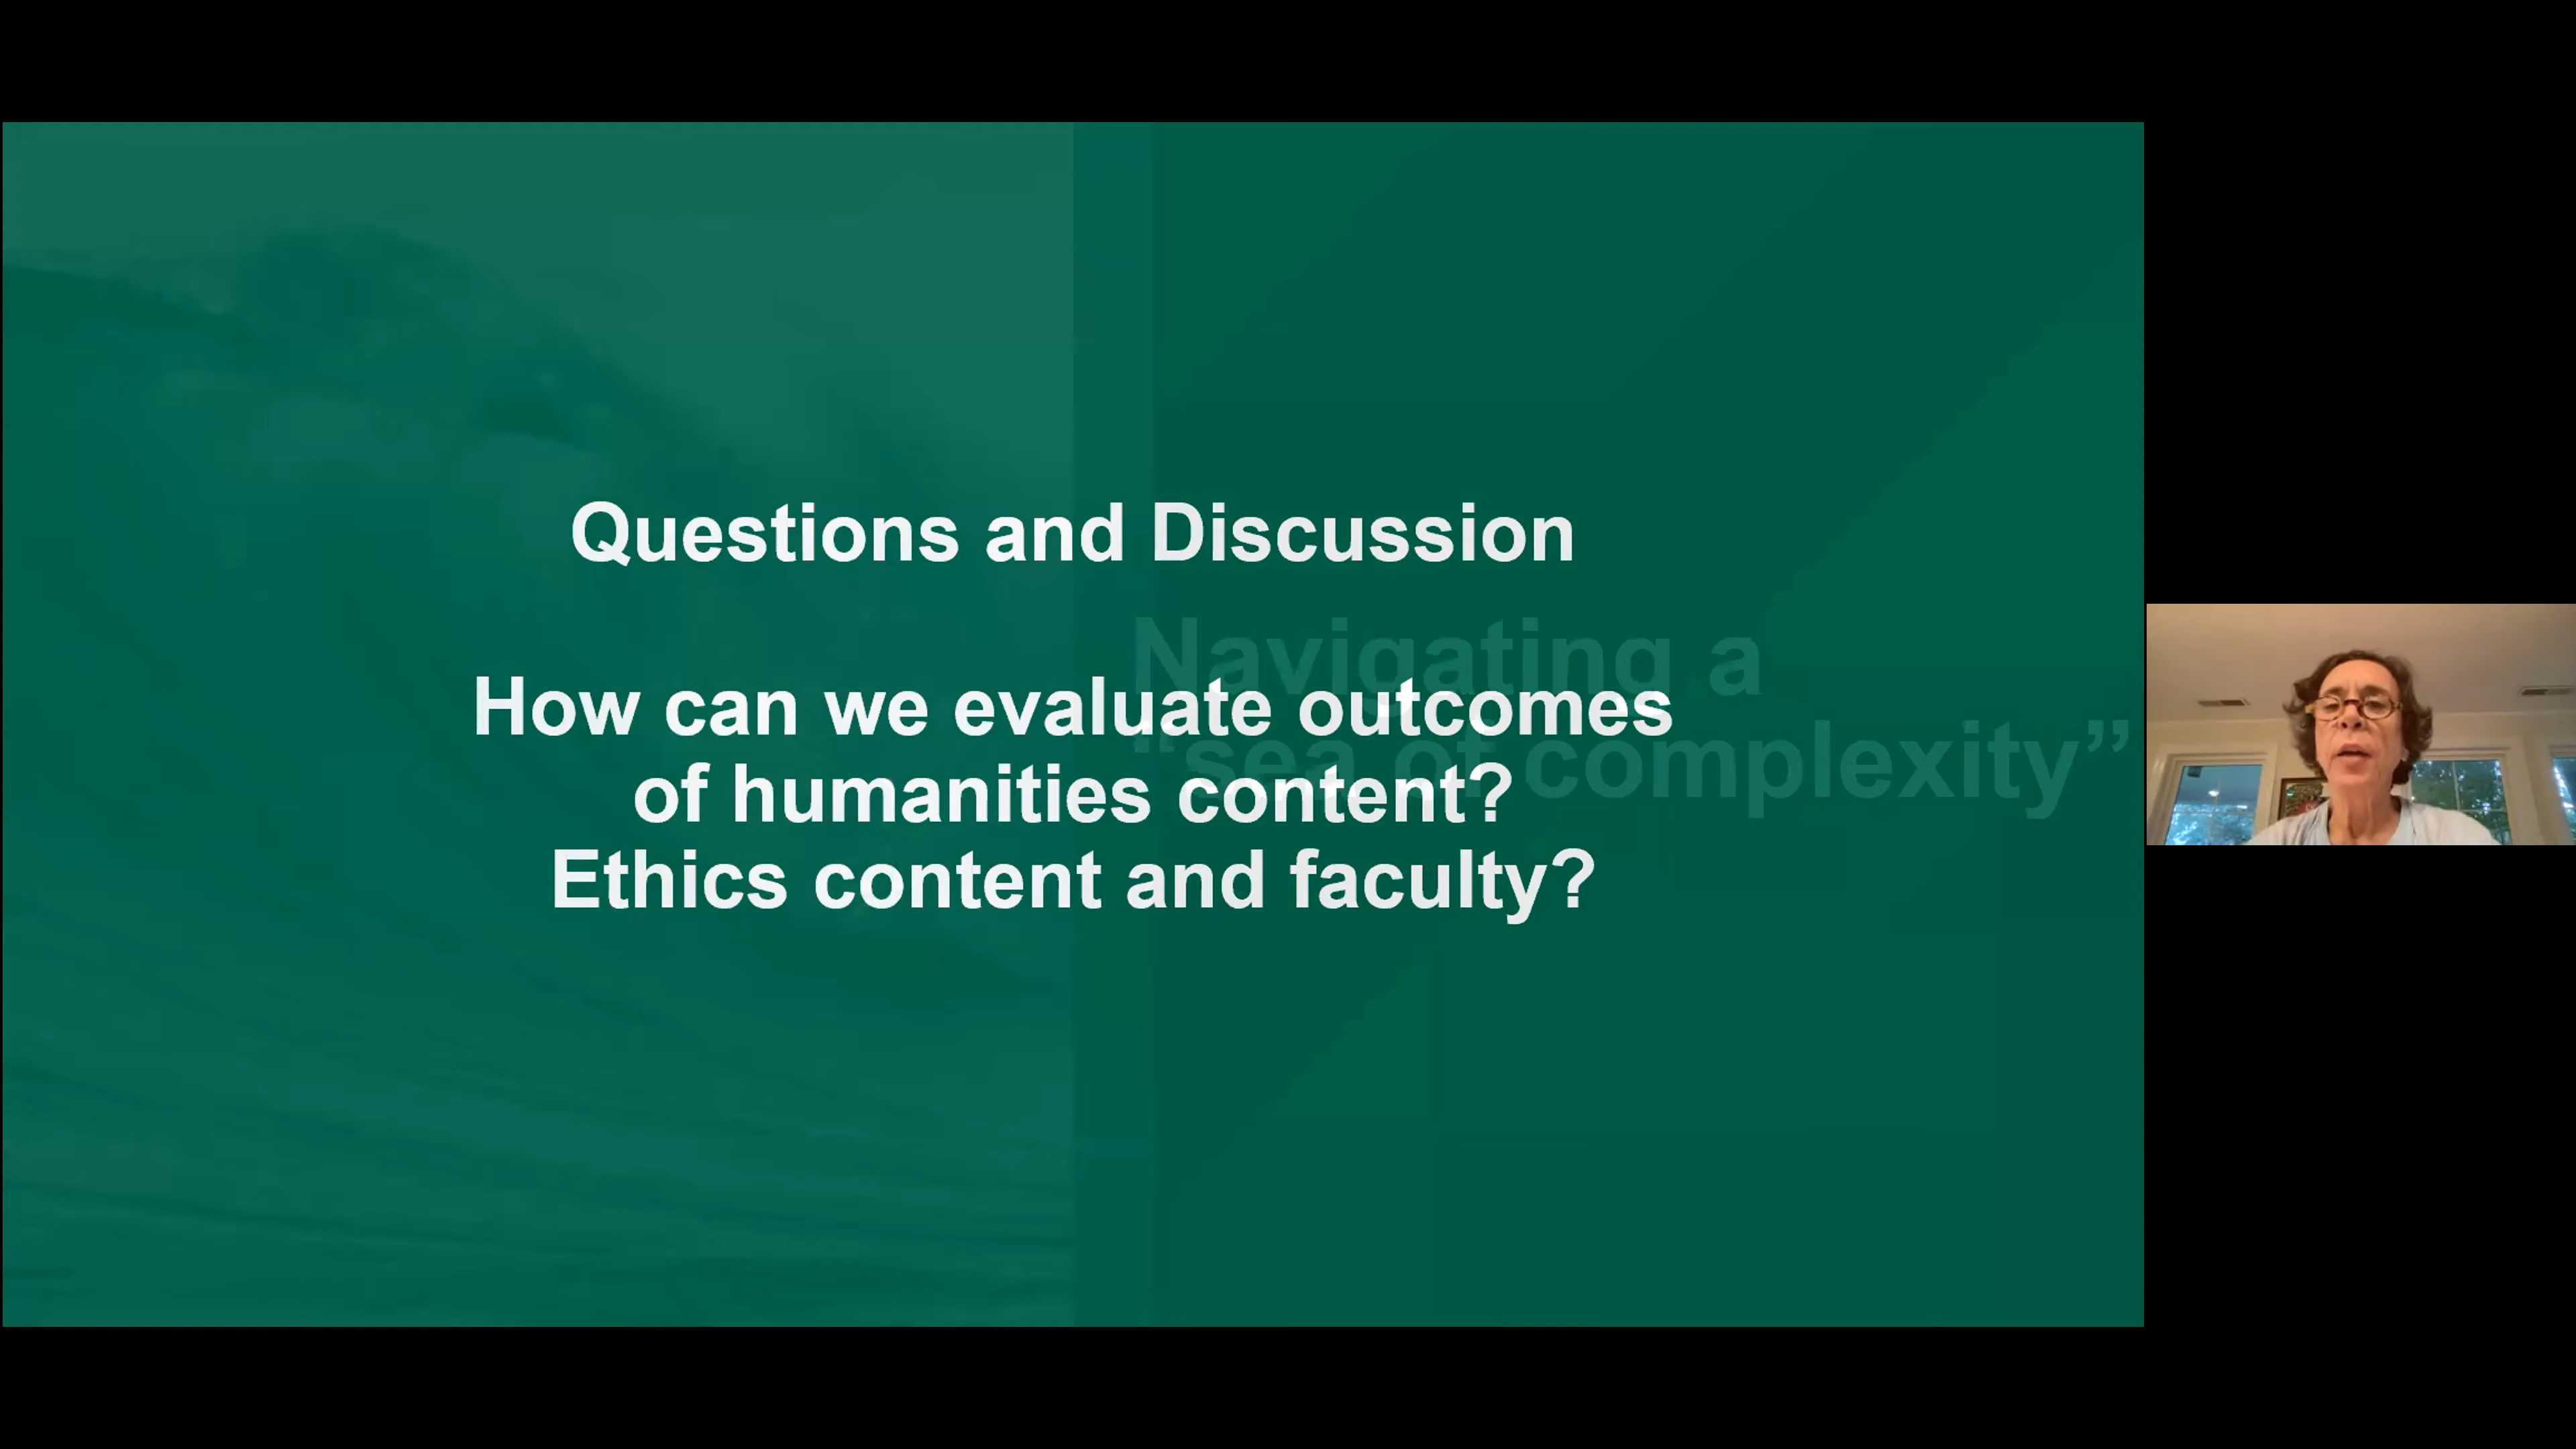 Questions and Discussion
Navigating a
“sea of complexity”
How can we evaluate outcomes
of humanities content?
Ethics content and faculty?